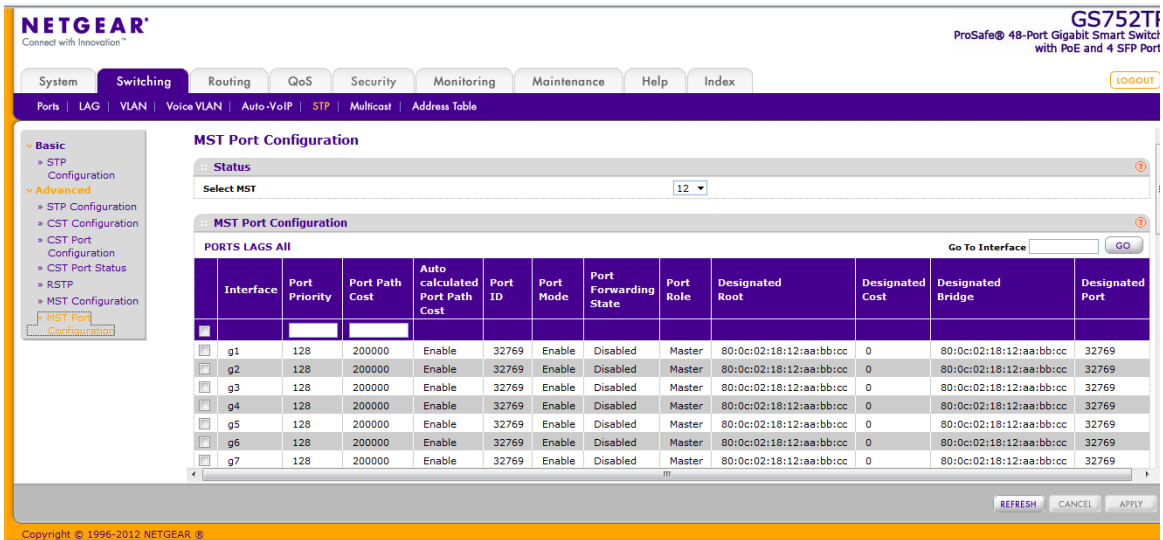 NETGEAR®
Connect with Innovation™
GS752TP
ProSafe® 48-Port Gigabit Smart Switch
with PoE and 4 SFP Port
System Switching Routing QoS Security Monitoring Maintenance Help Index LOGOUT
Ports | LAG | VLAN | Voice VLAN | Auto-VoIP | STP | Multicast | Address Table
Basic
» STP
Configuration
Advanced
» STP Configuration
» CST Configuration
» CST Port
Configuration
» CST Port Status
» RSTP
» MST Configuration
» MST Port
Configuration
MST Port Configuration
Status
Select MST 12
MST Port Configuration
PORTS LAGS All Go To Interface GO
Interface Port Priority Port Path Cost Auto calculated Port Path Cost Port ID Port Mode Port Forwarding State Port Role Designated Root Designated Cost Designated Bridge Designated Port
g1 128 200000 Enable 32769 Enable Disabled Master 80:0c:02:18:12:aa:bb:cc 0 80:0c:02:18:12:aa:bb:cc 32769
g2 128 200000 Enable 32769 Enable Disabled Master 80:0c:02:18:12:aa:bb:cc 0 80:0c:02:18:12:aa:bb:cc 32769
g3 128 200000 Enable 32769 Enable Disabled Master 80:0c:02:18:12:aa:bb:cc 0 80:0c:02:18:12:aa:bb:cc 32769
g4 128 200000 Enable 32769 Enable Disabled Master 80:0c:02:18:12:aa:bb:cc 0 80:0c:02:18:12:aa:bb:cc 32769
g5 128 200000 Enable 32769 Enable Disabled Master 80:0c:02:18:12:aa:bb:cc 0 80:0c:02:18:12:aa:bb:cc 32769
g6 128 200000 Enable 32769 Enable Disabled Master 80:0c:02:18:12:aa:bb:cc 0 80:0c:02:18:12:aa:bb:cc 32769
g7 128 200000 Enable 32769 Enable Disabled Master 80:0c:02:18:12:aa:bb:cc 0 80:0c:02:18:12:aa:bb:cc 32769
REFRESH CANCEL APPLY
Copyright © 1996-2012 NETGEAR ®